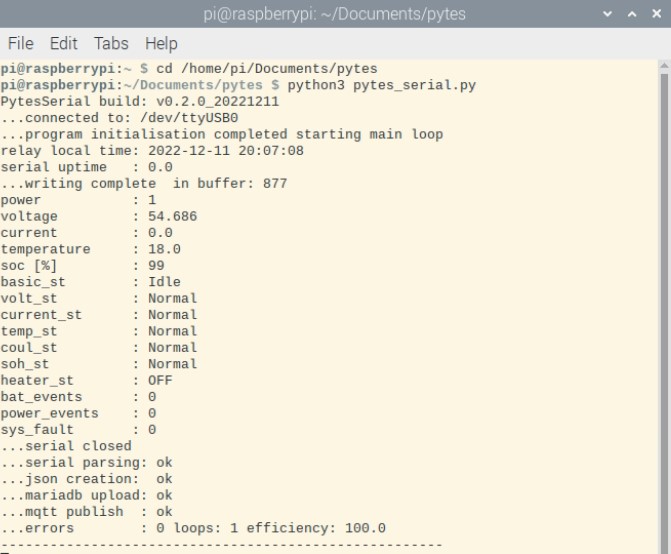 pi@raspberrypi: ~/Documents/pytes
File Edit Tabs Help
pi@raspberrypi:~ $ cd /home/pi/Documents/pytes
pi@raspberrypi:~/Documents/pytes $ python3 pytes_serial.py
PytesSerial build: v0.2.0_20221211
...connected to: /dev/ttyUSB0
...program initialisation completed starting main loop
relay local time: 2022-12-11 20:07:08
serial uptime   : 0.0
...writing complete  in buffer: 877
power           : 1
voltage         : 54.686
current         : 0.0
temperature     : 18.0
soc [%]         : 99
basic_st        : Idle
volt_st         : Normal
current_st      : Normal
temp_st         : Normal
coul_st         : Normal
soh_st          : Normal
heater_st       : OFF
bat_events      : 0
power_events    : 0
sys_fault       : 0
...serial closed
...serial parsing: ok
...json creation:  ok
...mariadb upload: ok
...mqtt publish  : ok
...errors        : 0 loops: 1 efficiency: 100.0
------------------------------------------------------